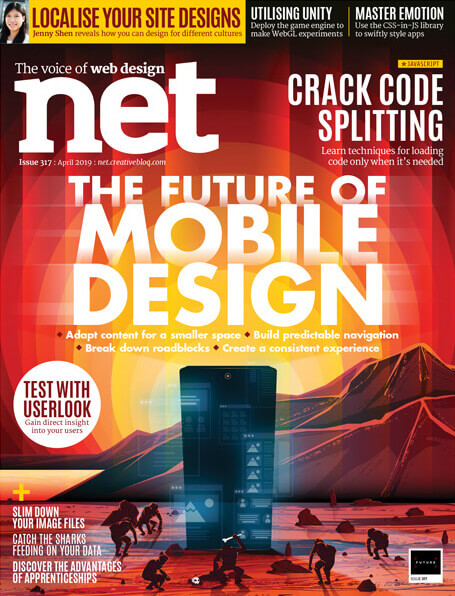 LOCALISE YOUR SITE DESIGNS
Jenny Shen reveals how you can design for different cultures
UTILISING UNITY
Deploy the game engine to
make WebGL experiments
MASTER EMOTION
Use the CSS-in-JS library
to swiftly style apps
The voice of web design
net
Issue 317 : April 2019 : net.creativebloq.com
★JAVASCRIPT
CRACK CODE
SPLITTING
Learn techniques for loading
code only when it's needed
THE FUTURE OF
MOBILE
DESIGN
◆ Adapt content for a smaller space ◆ Build predictable navigation
◆ Break down roadblocks ◆ Create a consistent experience
TEST WITH
USERLOOK
Gain direct insight
into your users
+
SLIM DOWN
YOUR IMAGE FILES
CATCH THE SHARKS
FEEDING ON YOUR DATA
DISCOVER THE ADVANTAGES
OF APPRENTICESHIPS
FUTURE
ISSUE 317